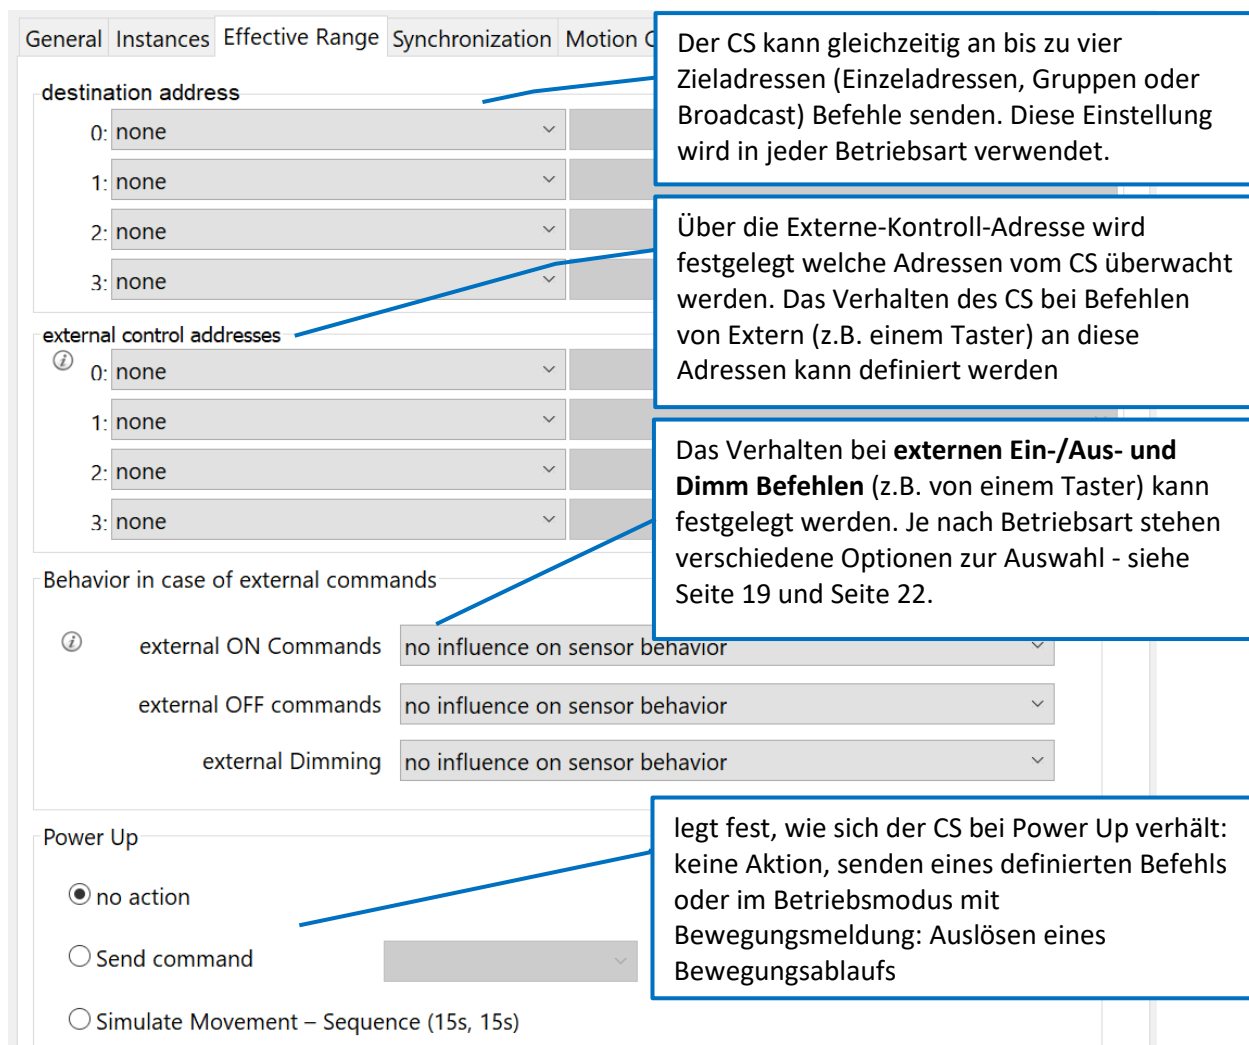 General Instances Effective Range Synchronization Motion
destination address
0: none
1: none
2: none
3: none
external control addresses
0: none
1: none
2: none
3: none
Behavior in case of external commands
external ON Commands no influence on sensor behavior
external OFF commands no influence on sensor behavior
external Dimming no influence on sensor behavior
Power Up
no action
Send command
Simulate Movement – Sequence (15s, 15s)
Der CS kann gleichzeitig an bis zu vier
Zieladressen (Einzeladressen, Gruppen oder
Broadcast) Befehle senden. Diese Einstellung
wird in jeder Betriebsart verwendet.
Über die Externe-Kontroll-Adresse wird
festgelegt welche Adressen vom CS überwacht
werden. Das Verhalten des CS bei Befehlen
von Extern (z.B. einem Taster) an diese
Adressen kann definiert werden
Das Verhalten bei externen Ein-/Aus- und
Dimm Befehlen (z.B. von einem Taster) kann
festgelegt werden. Je nach Betriebsart stehen
verschiedene Optionen zur Auswahl - siehe
Seite 19 und Seite 22.
legt fest, wie sich der CS bei Power Up verhält:
keine Aktion, senden eines definierten Befehls
oder im Betriebsmodus mit
Bewegungsmeldung: Auslösen eines
Bewegungsablaufs